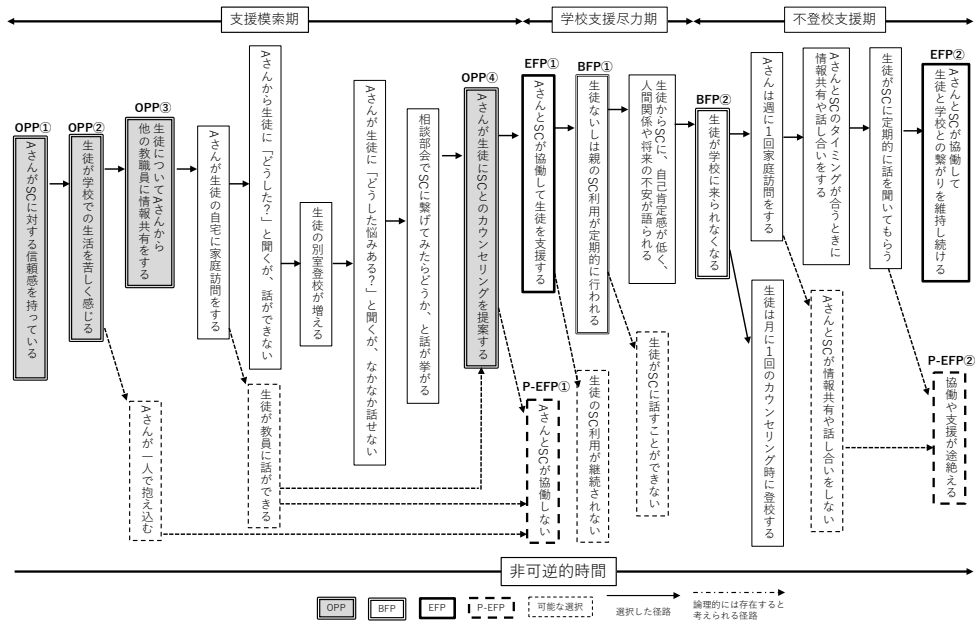 支援模索期
学校支援尽力期
不登校支援期
OPP①
AさんがSCに対する信頼感を持っている
OPP②
生徒が学校での生活を苦しく感じる
OPP③
生徒についてAさんから
他の教職員に情報共有をする
Aさんが一人で抱え込む
Aさんが生徒の自宅に家庭訪問をする
Aさんから生徒に「どうした？」と聞くが、話ができない
生徒が教員に話ができる
生徒の別室登校が増える
Aさんが生徒に「どうした悩みある？」と聞くが、なかなか話せない
相談部会でSCに繋げてみたらどうか、と話が挙がる
OPP④
Aさんが生徒にSCとのカウンセリングを提案する
EFP①
AさんとSCが協働して生徒を支援する
P-EFP①
AさんとSCが協働しない
BFP①
生徒ないしは親のSC利用が定期的に行われる
生徒のSC利用が継続されない
生徒からSCに、自己肯定感が低く、
人間関係や将来の不安が語られる
生徒がSCに話すことができない
BFP②
生徒が学校に来られなくなる
Aさんは週に1回家庭訪問をする
生徒は月に1回のカウンセリング時に登校する
AさんとSCのタイミングが合うときに
情報共有や話し合いをする
AさんとSCが情報共有や話し合いをしない
生徒がSCに定期的に話を聞いてもらう
EFP②
AさんとSCが協働して
生徒と学校との繋がりを維持し続ける
P-EFP②
協働や支援が途絶える
非可逆的時間
OPP
BFP
EFP
P-EFP
可能な選択
選択した径路
論理的には存在すると
考えられる径路